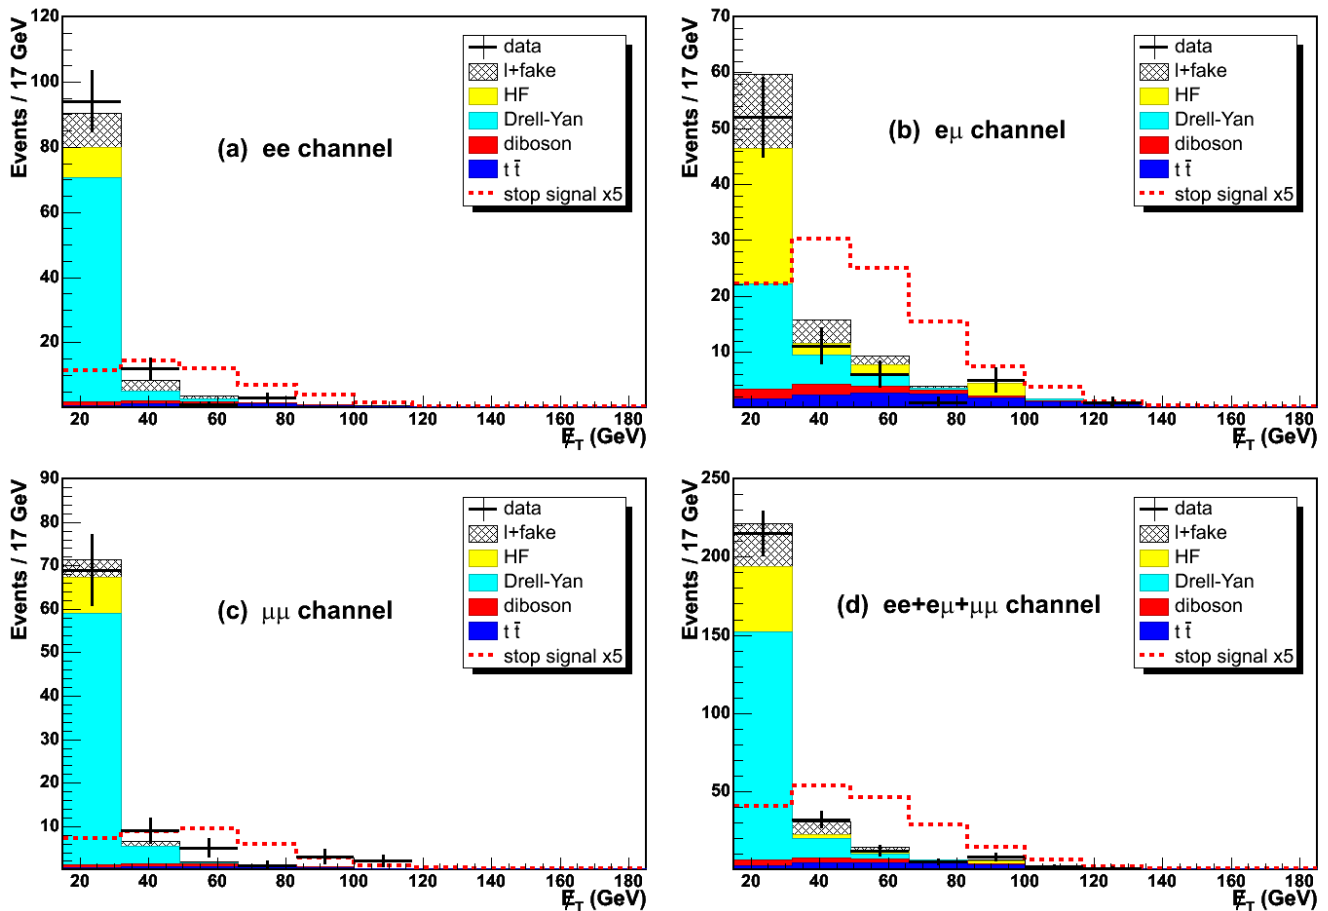 Events / 17 GeV
120
100
80
60
40
20
(a) ee channel
data
l+fake
HF
Drell-Yan
diboson
t t̅
stop signal x5
20 40 60 80 100 120 140 160 180
E̸_T (GeV)
Events / 17 GeV
70
60
50
40
30
20
10
(b) eμ channel
data
l+fake
HF
Drell-Yan
diboson
t t̅
stop signal x5
20 40 60 80 100 120 140 160 180
E̸_T (GeV)
Events / 17 GeV
90
80
70
60
50
40
30
20
10
(c) μμ channel
data
l+fake
HF
Drell-Yan
diboson
t t̅
stop signal x5
20 40 60 80 100 120 140 160 180
E̸_T (GeV)
Events / 17 GeV
250
200
150
100
50
(d) ee+eμ+μμ channel
data
l+fake
HF
Drell-Yan
diboson
t t̅
stop signal x5
20 40 60 80 100 120 140 160 180
E̸_T (GeV)